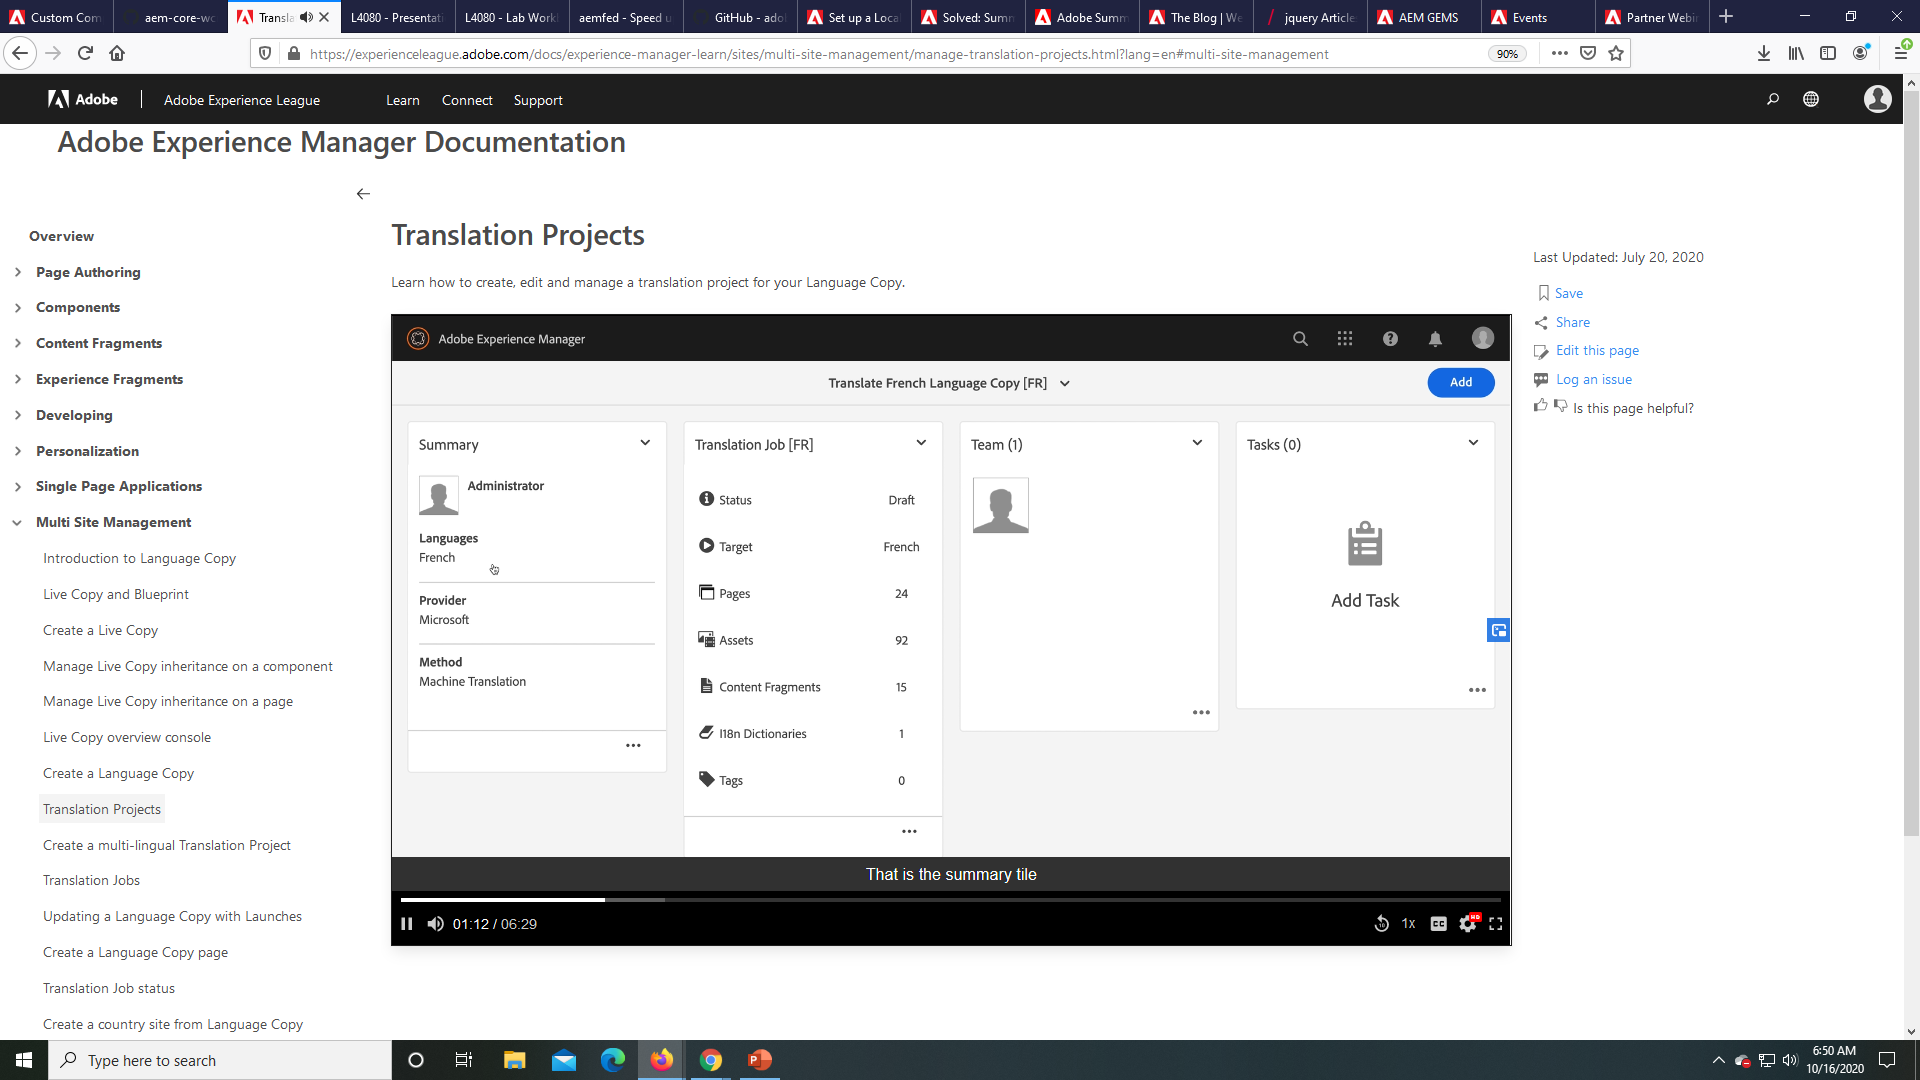 Custom Com
aem-core-wc
Transla
L4080 - Presentati
L4080 - Lab Work
aemfed - Speed u
GitHub - adol
Set up a Loca
Solved: Summ
Adobe Summ
The Blog | We
jquery Article
AEM GEMS
Events
Partner Webin
https://experienceleague.adobe.com/docs/experience-manager-learn/sites/multi-site-management/manage-translation-projects.html?lang=en#multi-site-management
90%
Adobe
Adobe Experience League
Learn
Connect
Support
Adobe Experience Manager Documentation
Overview
Page Authoring
Components
Content Fragments
Experience Fragments
Developing
Personalization
Single Page Applications
Multi Site Management
Introduction to Language Copy
Live Copy and Blueprint
Create a Live Copy
Manage Live Copy inheritance on a component
Manage Live Copy inheritance on a page
Live Copy overview console
Create a Language Copy
Translation Projects
Create a multi-lingual Translation Project
Translation Jobs
Updating a Language Copy with Launches
Create a Language Copy page
Translation Job status
Create a country site from Language Copy
Translation Projects
Learn how to create, edit and manage a translation project for your Language Copy.
Adobe Experience Manager
Translate French Language Copy [FR]
Add
Summary
Administrator
Languages
French
Provider
Microsoft
Method
Machine Translation
Translation Job [FR]
Status Draft
Target French
Pages 24
Assets 92
Content Fragments 15
I18n Dictionaries 1
Tags 0
Team (1)
Tasks (0)
Add Task
That is the summary tile
01:12 / 06:29
10
1x
CC
HD
Last Updated: July 20, 2020
Save
Share
Edit this page
Log an issue
Is this page helpful?
Type here to search
6:50 AM
10/16/2020